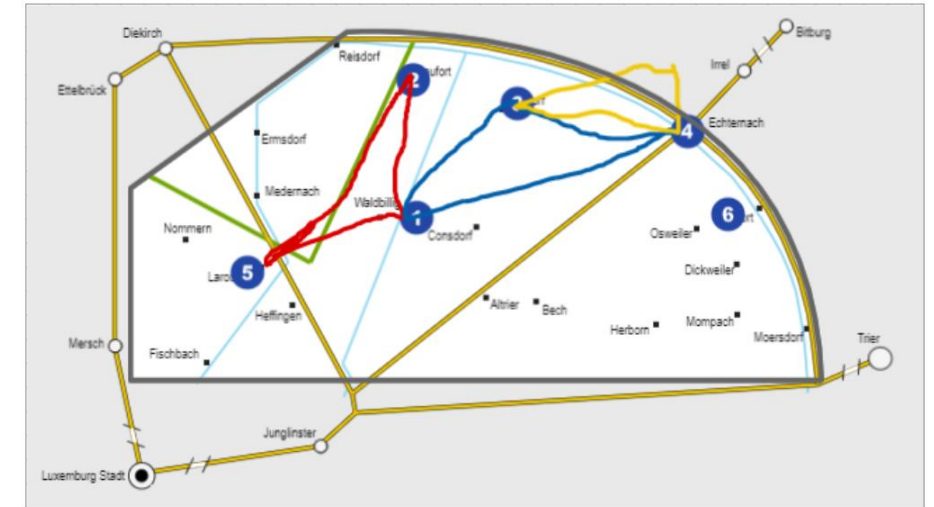 Bitburg
Diekirch
Reisdorf
Irrel
2 ufort
Ettelbrück
4 Echternach
Ermsdorf
Medernach
Waldbillig
1
6
Nommern
Consdorf
Osweiler
5
Dickweiler
Altrier
Bech
Heffingen
Herborn
Mompach
Moersdorf
Mersch
Trier
Fischbach
Junglinster
Luxemburg Stadt